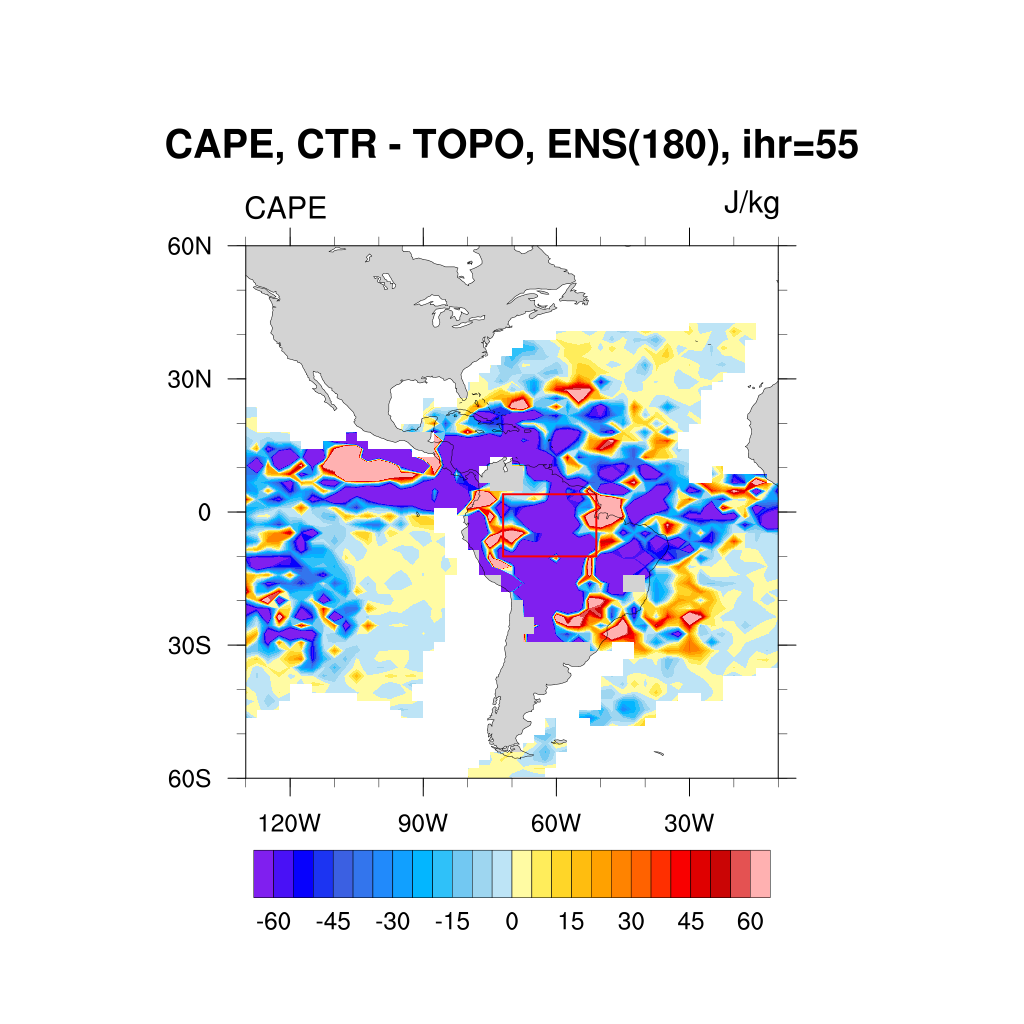 CAPE, CTR - TOPO, ENS(180), ihr=55
CAPE J/kg
60N
30N
0
30S
60S
120W 90W 60W 30W
-60 -45 -30 -15 0 15 30 45 60